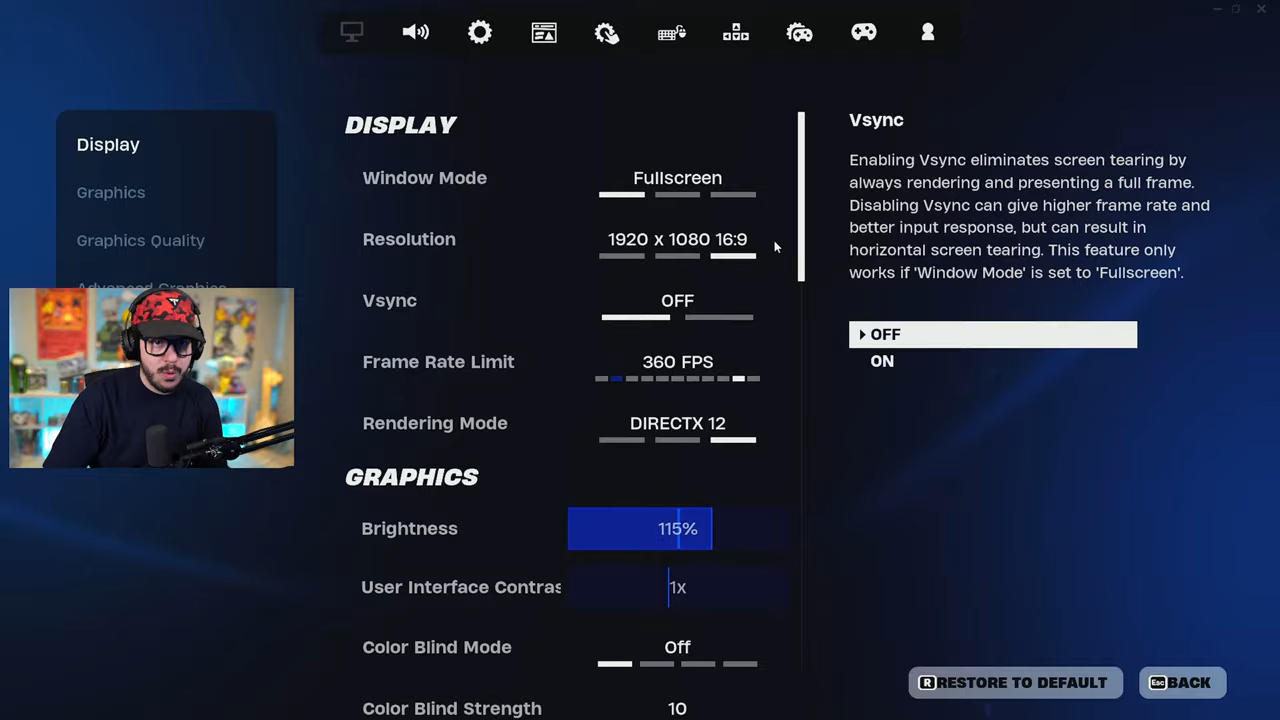 Display
Graphics
Graphics Quality
DISPLAY
Window Mode
Fullscreen
Resolution
1920 x 1080 16:9
Vsync
OFF
Frame Rate Limit
360 FPS
Rendering Mode
DIRECTX 12
GRAPHICS
Brightness
115%
User Interface Contras
1x
Color Blind Mode
Off
Color Blind Strength
10
Vsync
Enabling Vsync eliminates screen tearing by
always rendering and presenting a full frame.
Disabling Vsync can give higher frame rate and
better input response, but can result in
horizontal screen tearing. This feature only
works if 'Window Mode' is set to 'Fullscreen'.
OFF
ON
R RESTORE TO DEFAULT
Esc BACK